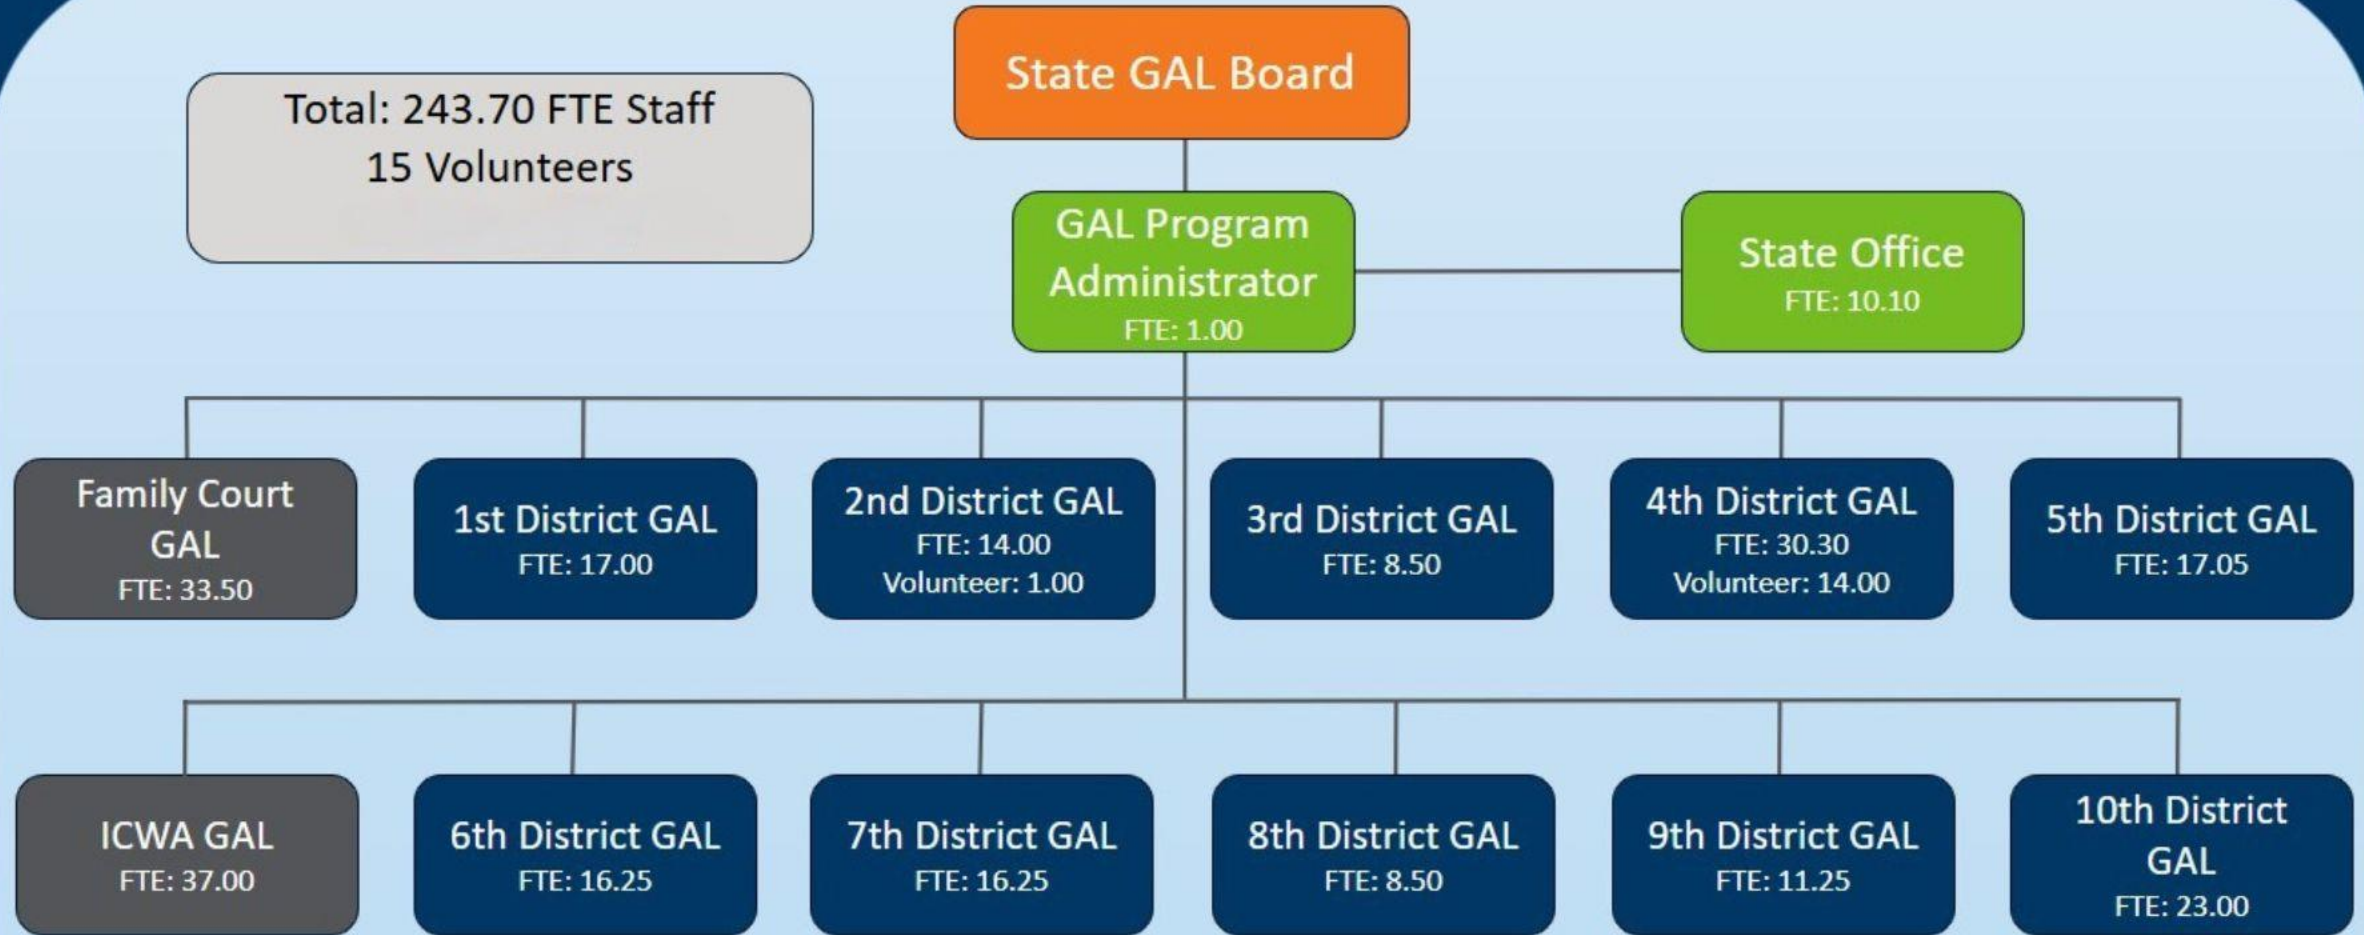 State GAL Board
Total: 243.70 FTE Staff
15 Volunteers
GAL Program
Administrator
FTE: 1.00
State Office
FTE: 10.10
Family Court
GAL
FTE: 33.50
1st District GAL
FTE: 17.00
2nd District GAL
FTE: 14.00
Volunteer: 1.00
3rd District GAL
FTE: 8.50
4th District GAL
FTE: 30.30
Volunteer: 14.00
5th District GAL
FTE: 17.05
ICWA GAL
FTE: 37.00
6th District GAL
FTE: 16.25
7th District GAL
FTE: 16.25
8th District GAL
FTE: 8.50
9th District GAL
FTE: 11.25
10th District
GAL
FTE: 23.00